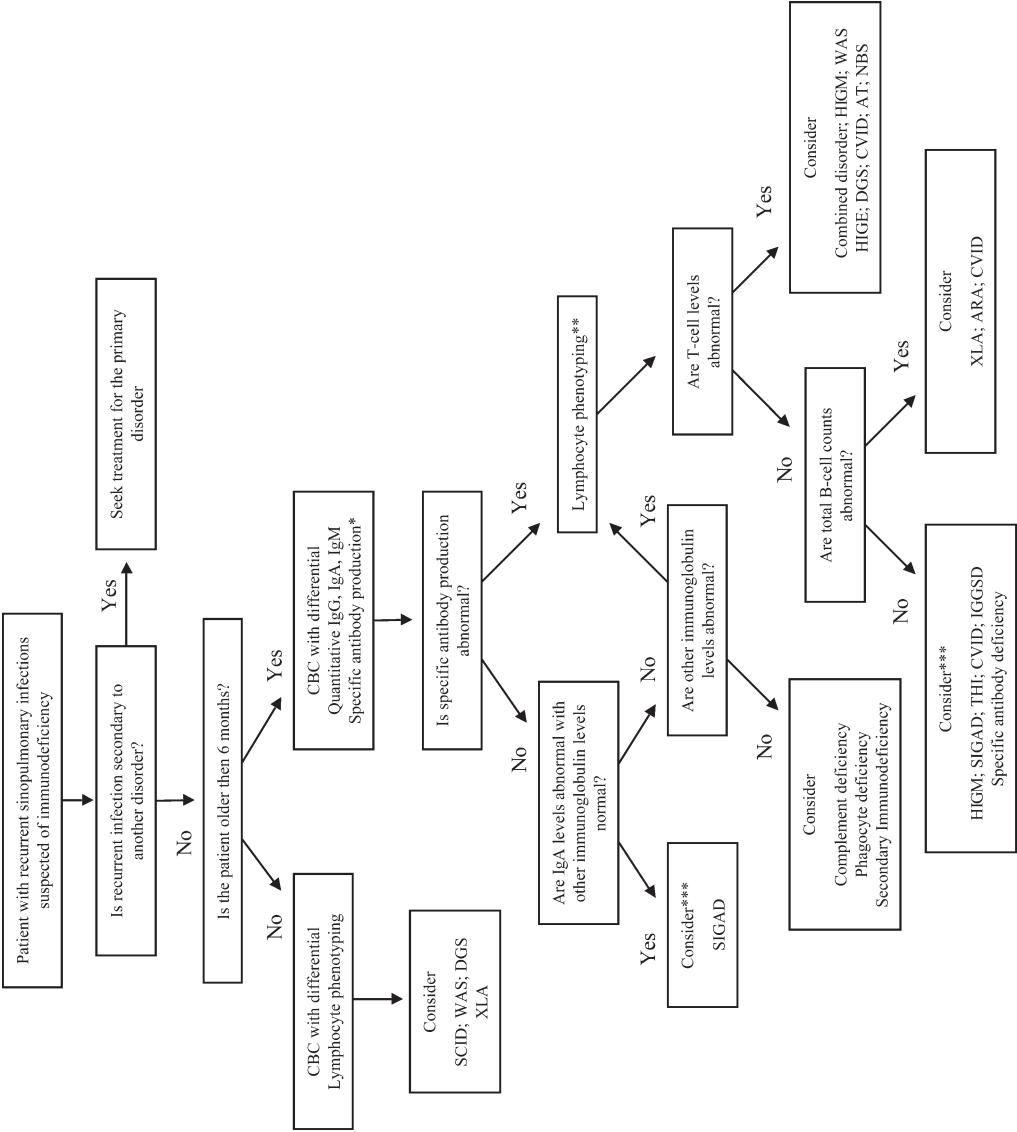 Patient with recurrent sinopulmonary infections
suspected of immunodeficiency
Is recurrent infection secondary to
another disorder?
Yes
Seek treatment for the primary
disorder
No
Is the patient older then 6 months?
No
Yes
CBC with differential
Lymphocyte phenotyping
CBC with differential
Quantitative IgG, IgA, IgM
Specific antibody production*
Consider
SCID; WAS; DGS
XLA
Is specific antibody production
abnormal?
No
Yes
Are IgA levels abnormal with
other immunoglobulin levels
normal?
Lymphocyte phenotyping**
Yes
No
Yes
Consider***
SIGAD
Are other immunoglobulin
levels abnormal?
Are T-cell levels
abnormal?
No
No
Yes
Consider
Complement deficiency
Phagocyte deficiency
Secondary Immunodeficiency
Are total B-cell counts
abnormal?
Consider
Combined disorder; HIGM; WAS
HIGE; DGS; CVID; AT; NBS
No
Yes
Consider***
HIGM; SIGAD; THI; CVID; IGGSD
Specific antibody deficiency
Consider
XLA; ARA; CVID